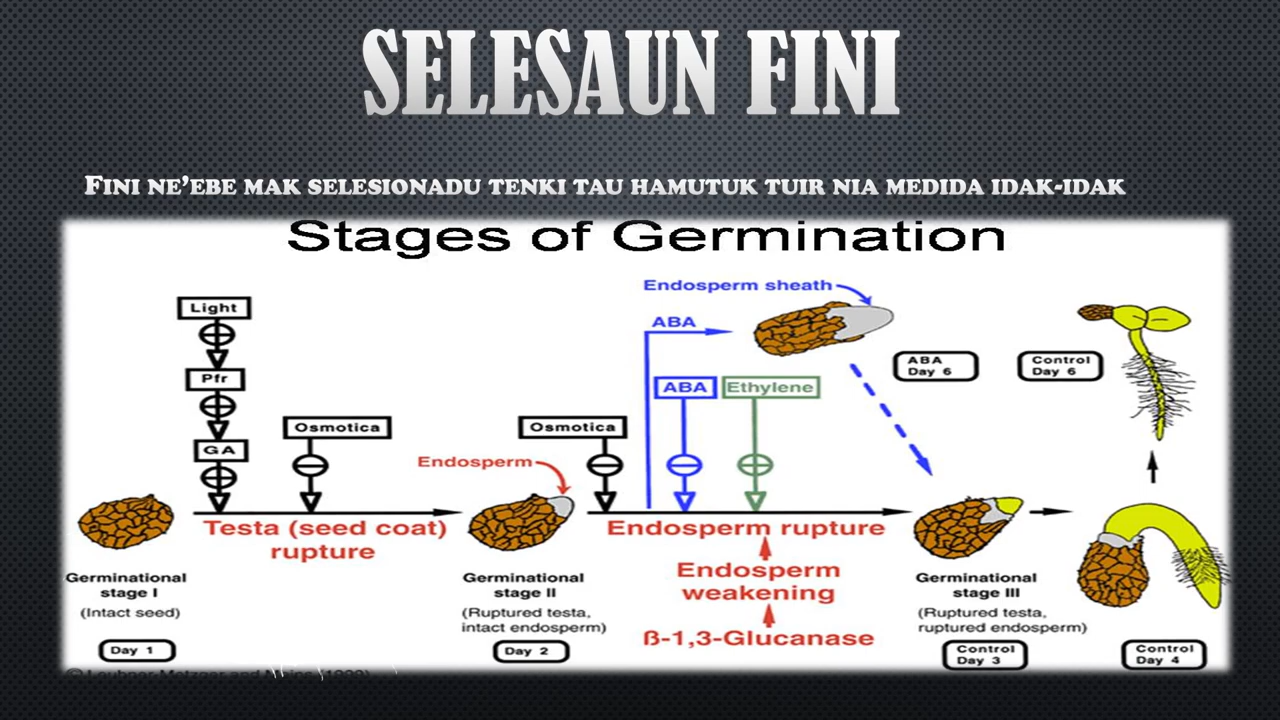 SELESAUN FINI
FINI NE'EBE MAK SELESIONADU TENKI TAU HAMUTUK TUIR NIA MEDIDA IDAK-IDAK
Stages of Germination
Endosperm sheath
Light
ABA
ABA
Day 6
Control
Day 6
Pfr
ABA
Ethylene
Osmotica
Osmotica
GA
Endosperm
Testa (seed coat)
rupture
Endosperm rupture
Endosperm
weakening
ß-1,3-Glucanase
Germinational
stage I
(Intact seed)
Day 1
Germinational
stage II
(Ruptured testa,
intact endosperm)
Day 2
Germinational
stage III
(Ruptured testa,
ruptured endosperm)
Control
Day 3
Control
Day 4